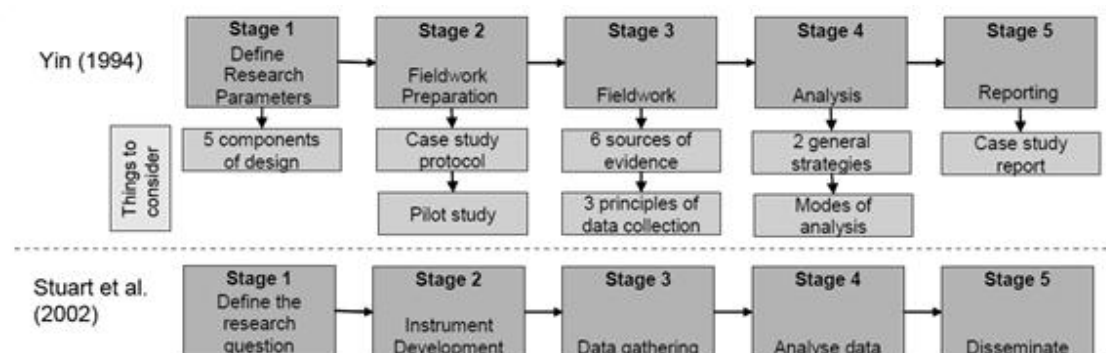 Yin (1994)
Stage 1
Define
Research
Parameters
Stage 2
Fieldwork
Preparation
Stage 3
Fieldwork
Stage 4
Analysis
Stage 5
Reporting
Things to
consider
5 components
of design
Case study
protocol
Pilot study
6 sources of
evidence
3 principles of
data collection
2 general
strategies
Modes of
analysis
Case study
report
Stuart et al.
(2002)
Stage 1
Define the
research
question
Stage 2
Instrument
Development
Stage 3
Data gathering
Stage 4
Analyse data
Stage 5
Disseminate